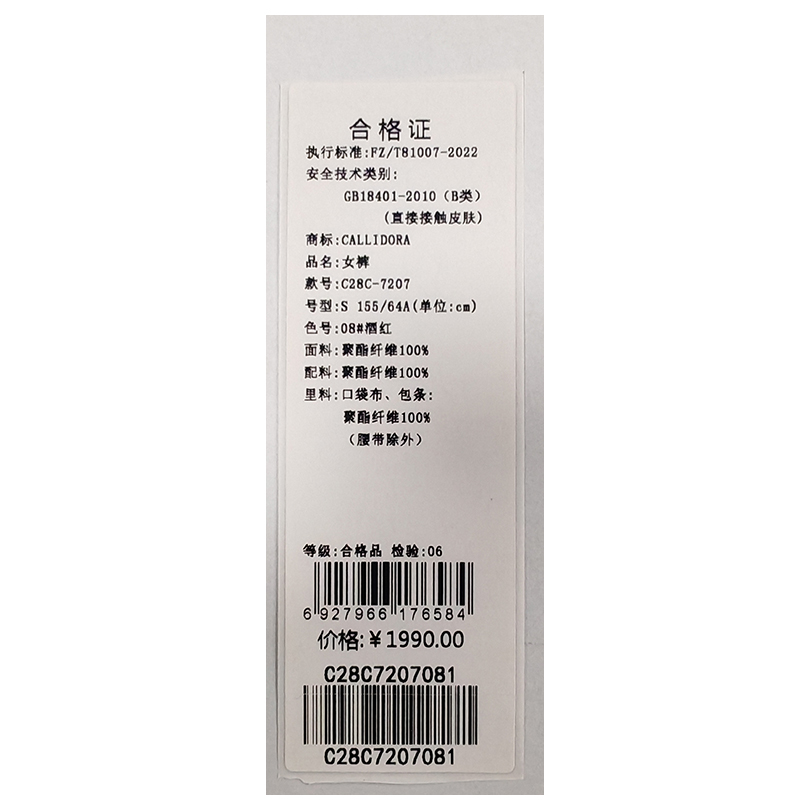 合格证
执行标准:FZ/T81007-2022
安全技术类别:
GB18401-2010(B类)
(直接接触皮肤)
商标:CALLIDORA
品名:女裤
款号:C28C-7207
号型:S 155/64A(单位:cm)
色号:08#酒红
面料:聚酯纤维100%
配料:聚酯纤维100%
里料:口袋布、包条:
聚酯纤维100%
(腰带除外)
等级:合格品 检验:06
6 927966 176584
价格:¥1990.00
C28C7207081
C28C7207081